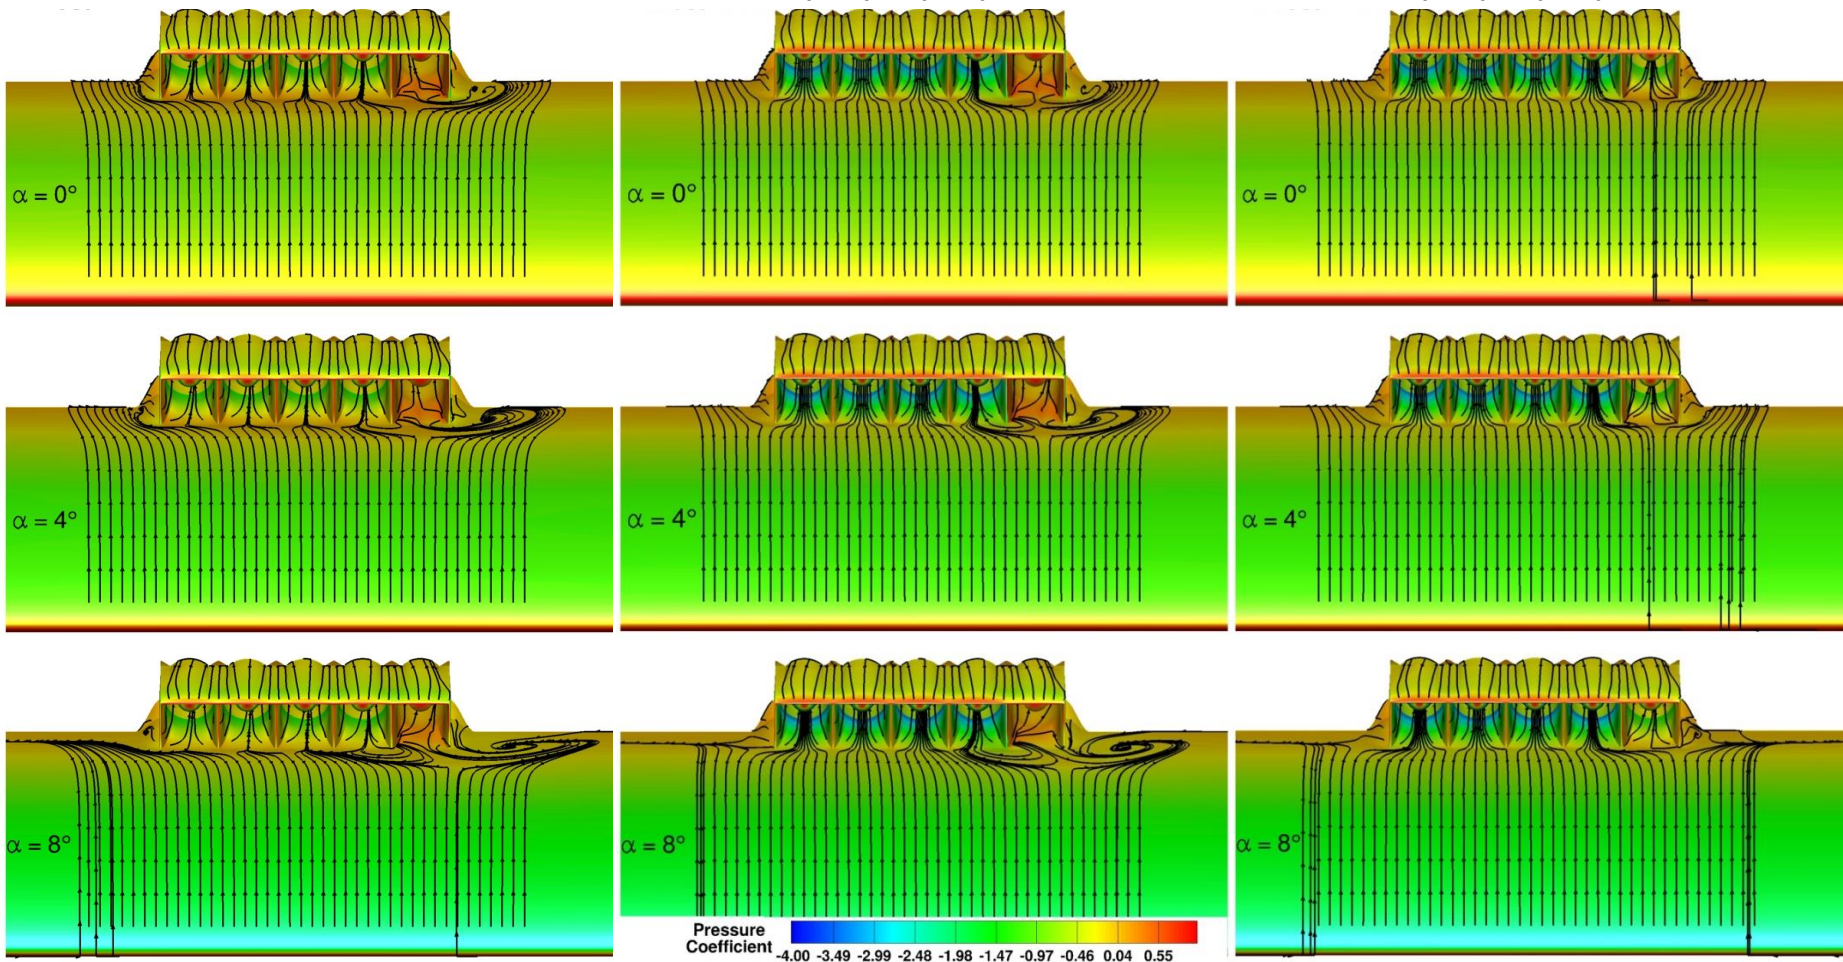 α = 0°
α = 0°
α = 0°
α = 4°
α = 4°
α = 4°
α = 8°
α = 8°
α = 8°
Pressure
Coefficient
-4.00 -3.49 -2.99 -2.48 -1.98 -1.47 -0.97 -0.46 0.04 0.55